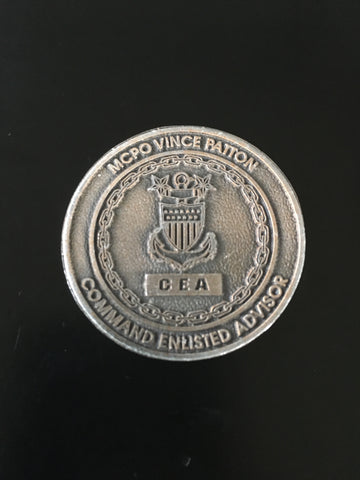 MCPO VINCE PATTON
CEA
COMMAND ENLISTED ADVISOR